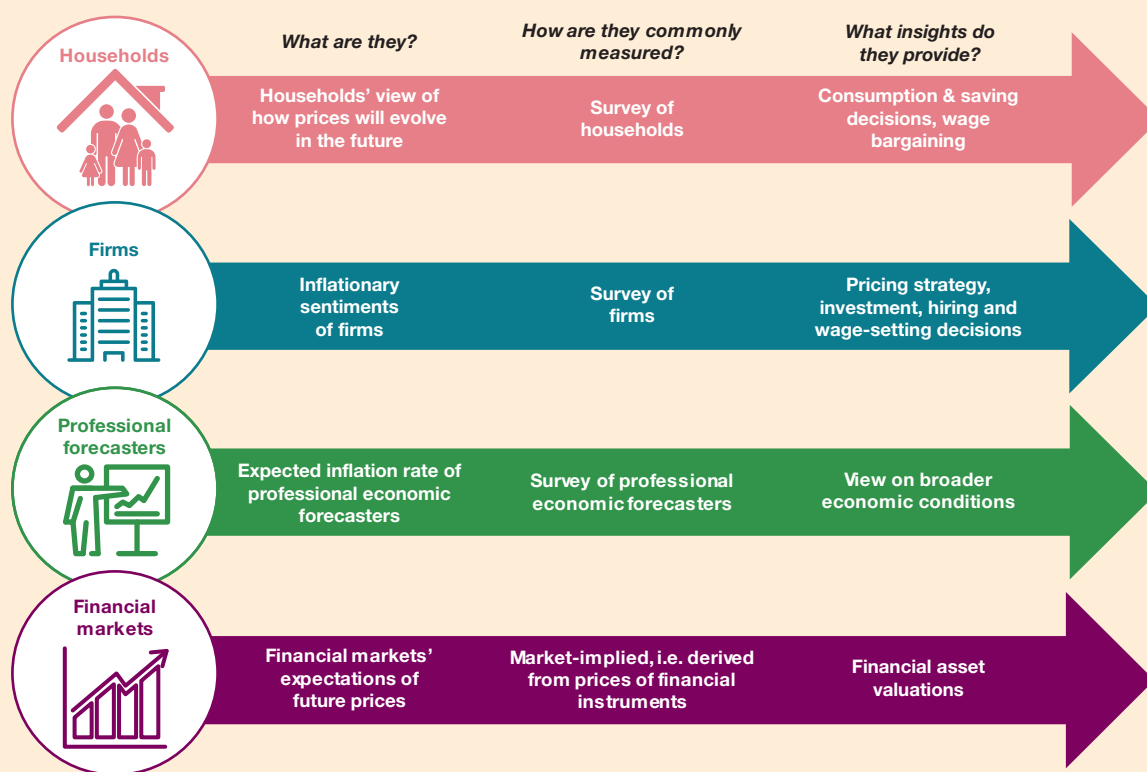 What are they?
How are they commonly
measured?
What insights do
they provide?
Households
Households' view of
how prices will evolve
in the future
Survey of
households
Consumption & saving
decisions, wage
bargaining
Firms
Inflationary
sentiments
of firms
Survey of
firms
Pricing strategy,
investment, hiring and
wage-setting decisions
Professional
forecasters
Expected inflation rate of
professional economic
forecasters
Survey of professional
economic forecasters
View on broader
economic conditions
Financial
markets
Financial markets'
expectations of
future prices
Market-implied, i.e. derived
from prices of financial
instruments
Financial asset
valuations